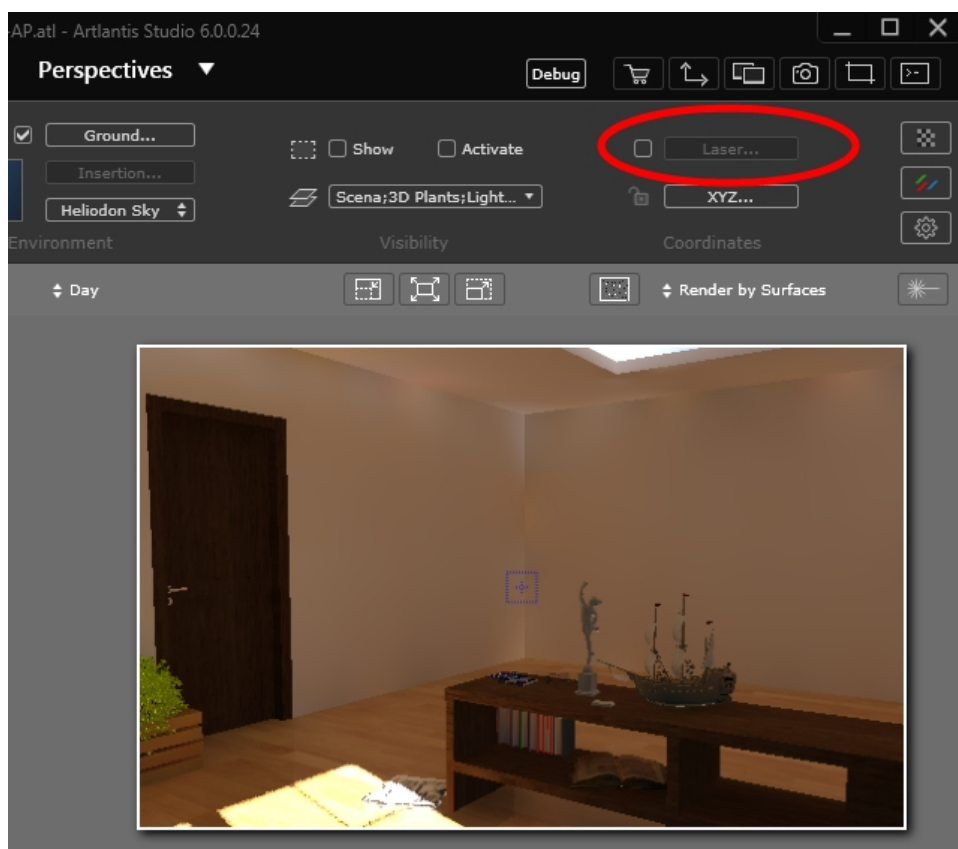 -AP.atl - Artlantis Studio 6.0.0.24
Perspectives
Debug
Ground...
Show
Activate
Laser...
Insertion...
Scena;3D Plants;Light...
XYZ...
Heliodon Sky
Environment
Visibility
Coordinates
Day
Render by Surfaces